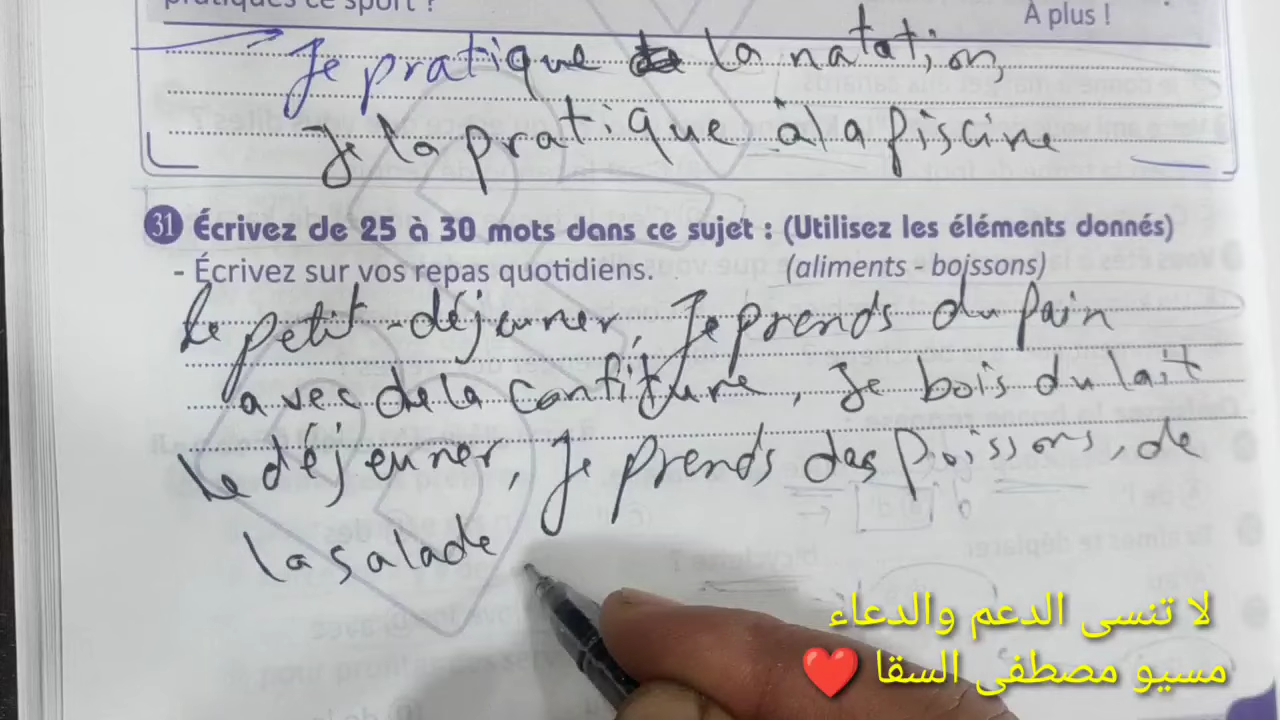 pratiques ce sport ?
À plus !
Je pratique la natation,
Je la pratique à la piscine
31 Écrivez de 25 à 30 mots dans ce sujet : (Utilisez les éléments donnés)
- Écrivez sur vos repas quotidiens. (aliments - boissons)
Le petit-déjeuner, Je prends du pain
avec de la confiture, Je bois du lait
Le déjeuner, Je prends des poissons, de
la salade
لا تنسى الدعم والدعاء
مسيو مصطفى السقا ❤️